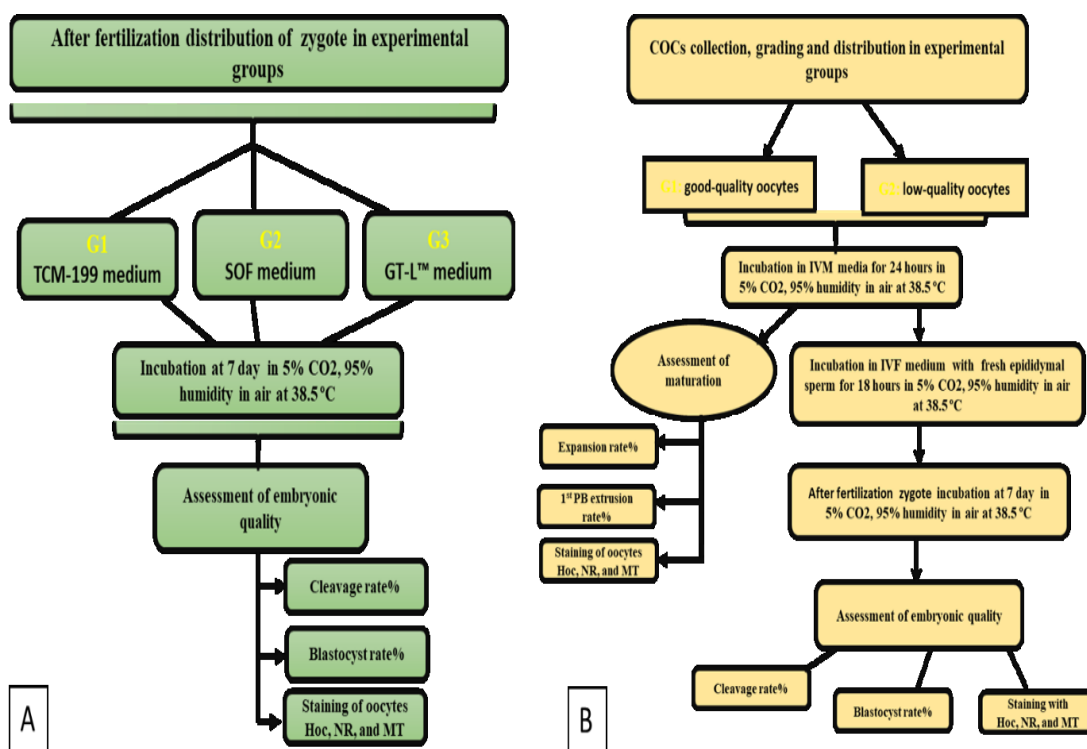 After fertilization distribution of zygote in experimental
groups
G1
TCM-199 medium
G2
SOF medium
G3
GT-L™ medium
Incubation at 7 day in 5% CO2, 95%
humidity in air at 38.5 ºC
Assessment of embryonic
quality
Cleavage rate%
Blastocyst rate%
Staining of oocytes
Hoc, NR, and MT
A
COCs collection, grading and distribution in experimental
groups
G1: good-quality oocytes
G2: low-quality oocytes
Incubation in IVM media for 24 hours in
5% CO2, 95% humidity in air at 38.5 ºC
Assessment of
maturation
Expansion rate%
1st PB extrusion
rate%
Staining of oocytes
Hoc, NR, and MT
Incubation in IVF medium with fresh epididymal
sperm for 18 hours in 5% CO2, 95% humidity in air
at 38.5 ºC
After fertilization zygote incubation at 7 day in
5% CO2, 95% humidity in air at 38.5 ºC
Assessment of embryonic quality
Cleavage rate%
Blastocyst rate%
Staining with
Hoc, NR, and MT
B